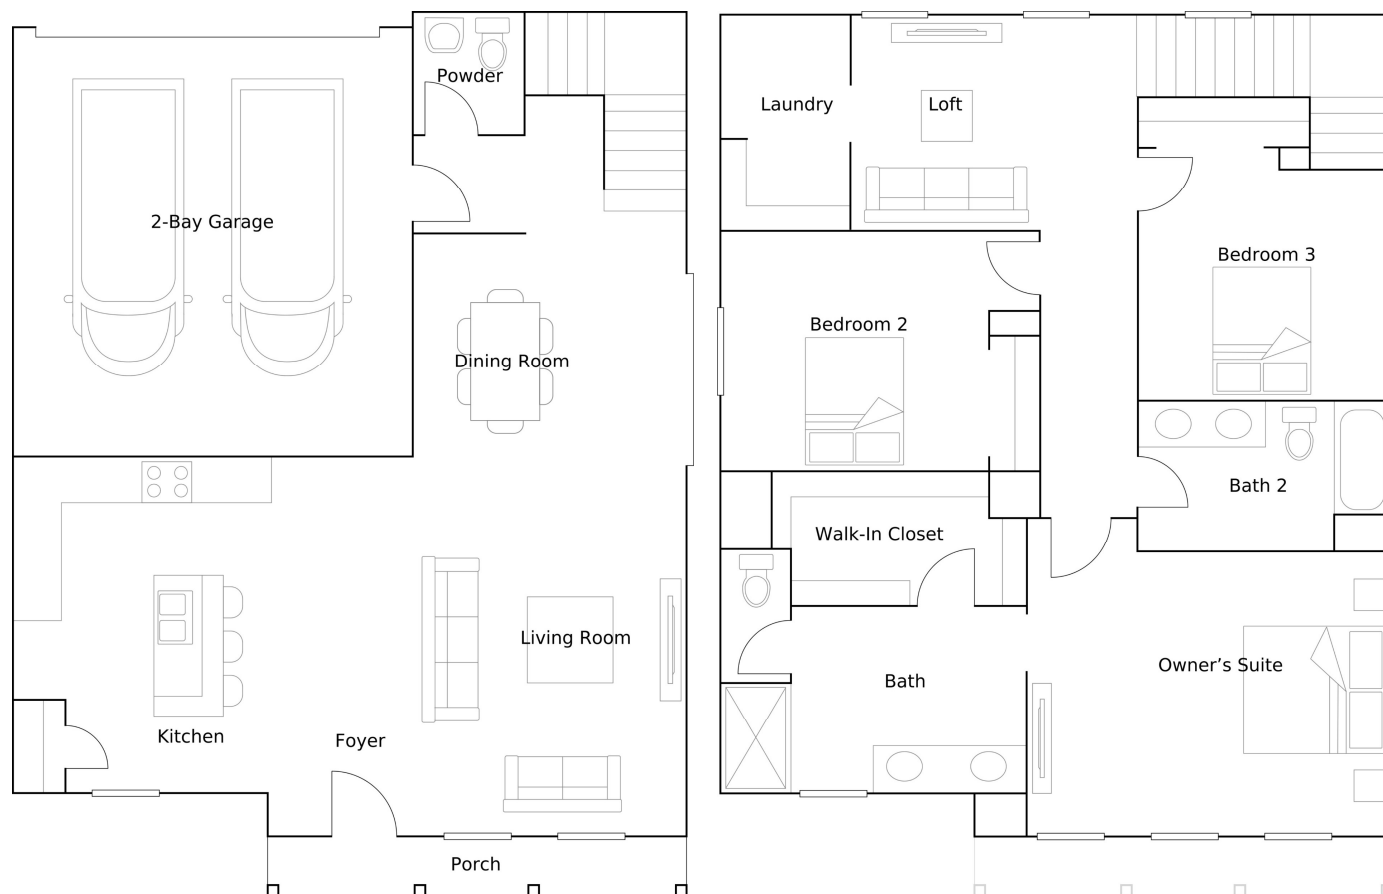 Powder
2-Bay Garage
Dining Room
Living Room
Kitchen
Foyer
Porch
Laundry
Loft
Bedroom 3
Bedroom 2
Bath 2
Walk-In Closet
Owner’s Suite
Bath